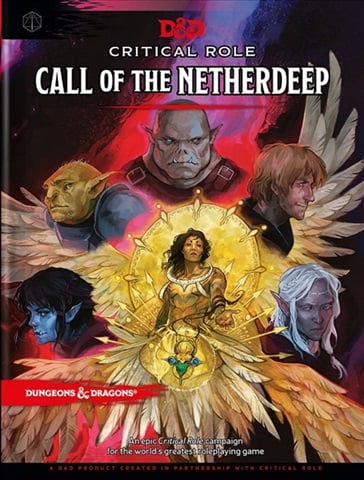 D&D
CRITICAL ROLE
CALL OF THE NETHERDEEP
DUNGEONS & DRAGONS®
An epic Critical Role campaign
for the world's greatest roleplaying game
A D&D PRODUCT CREATED IN PARTNERSHIP WITH CRITICAL ROLE